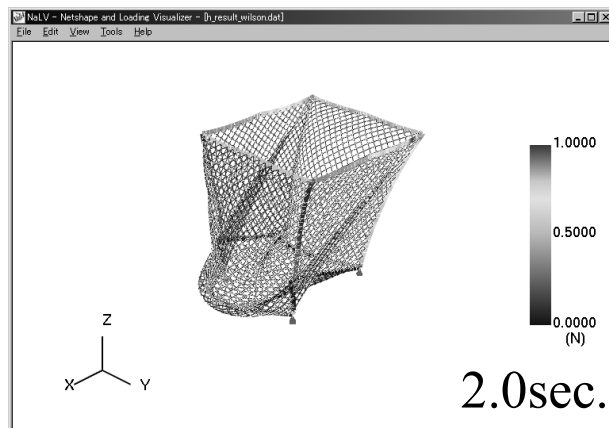 NaLV - Netshape and Loading Visualizer - [h_result_wilson.dat]
File Edit View Tools Help
1.0000
0.5000
0.0000
(N)
Z
X
Y
2.0sec.